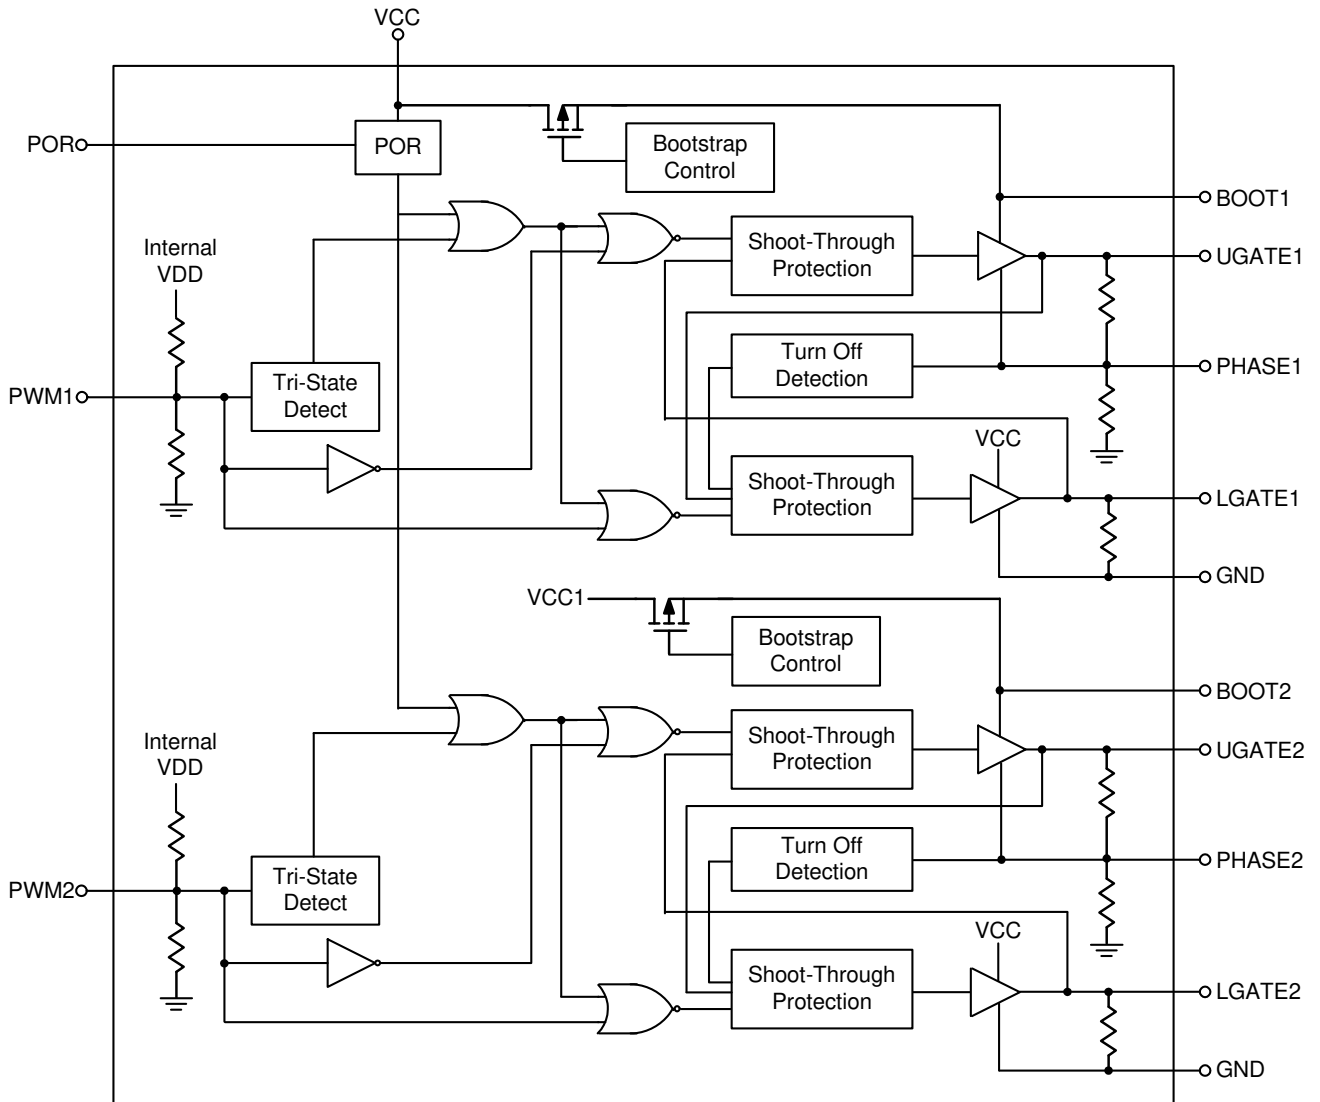 VCC
POR
POR
Bootstrap
Control
BOOT1
Internal
VDD
Shoot-Through
Protection
UGATE1
Turn Off
Detection
PHASE1
PWM1
Tri-State
Detect
VCC
Shoot-Through
Protection
LGATE1
GND
VCC1
Bootstrap
Control
BOOT2
Internal
VDD
Shoot-Through
Protection
UGATE2
Turn Off
Detection
PHASE2
PWM2
Tri-State
Detect
VCC
Shoot-Through
Protection
LGATE2
GND